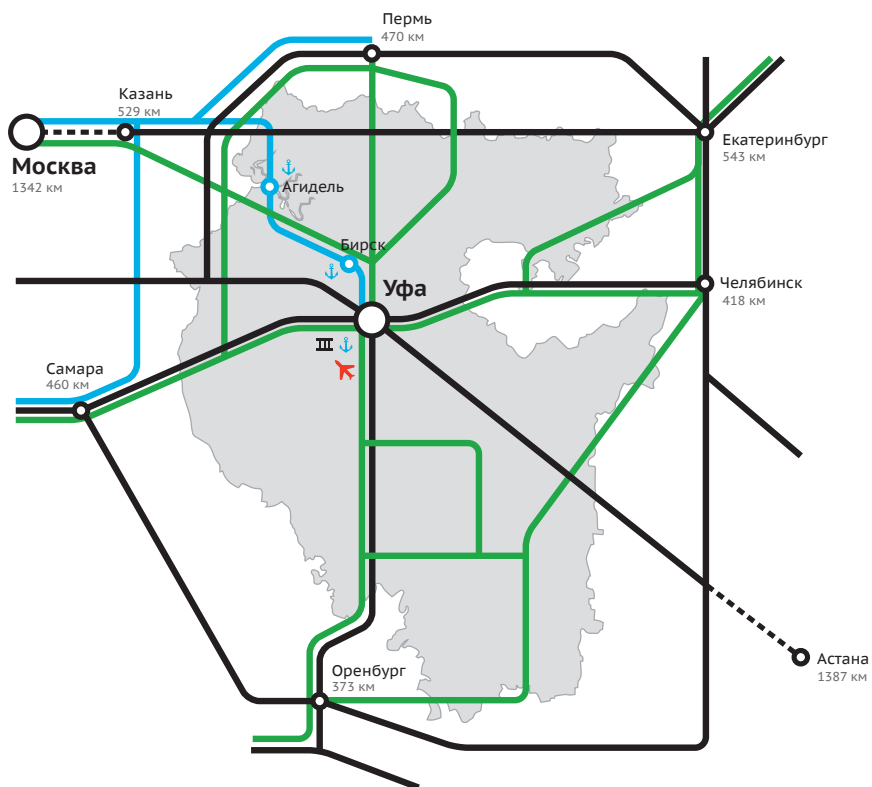 Пермь
470 км
Казань
529 км
Екатеринбург
543 км
Москва
1342 км
Агидель
Бирск
Уфа
Челябинск
418 км
Самара
460 км
Оренбург
373 км
Астана
1387 км